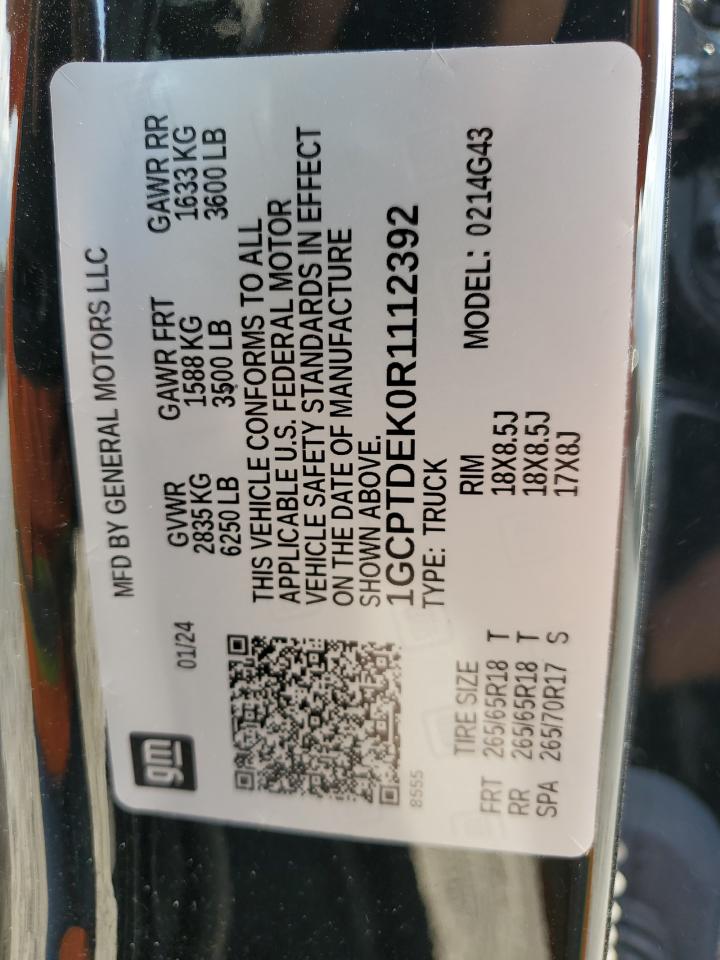 gm
MFD BY GENERAL MOTORS LLC
01/24
GVWR GAWR FRT GAWR RR
2835 KG 1588 KG 1633 KG
6250 LB 3500 LB 3600 LB
THIS VEHICLE CONFORMS TO ALL
APPLICABLE U.S. FEDERAL MOTOR
VEHICLE SAFETY STANDARDS IN EFFECT
ON THE DATE OF MANUFACTURE
SHOWN ABOVE.
1GCPTDEK0R1112392
8555
TYPE: TRUCK
MODEL: 0214G43
TIRE SIZE RIM
FRT 265/65R18 T 18X8.5J
RR 265/65R18 T 18X8.5J
SPA 265/70R17 S 17X8J